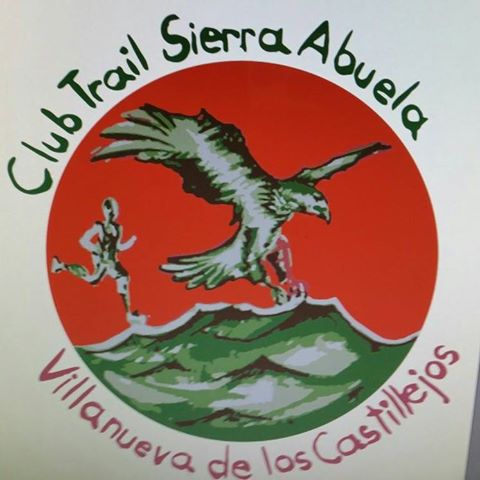 Club Trail Sierra Abuela
Villanueva de los Castillejos